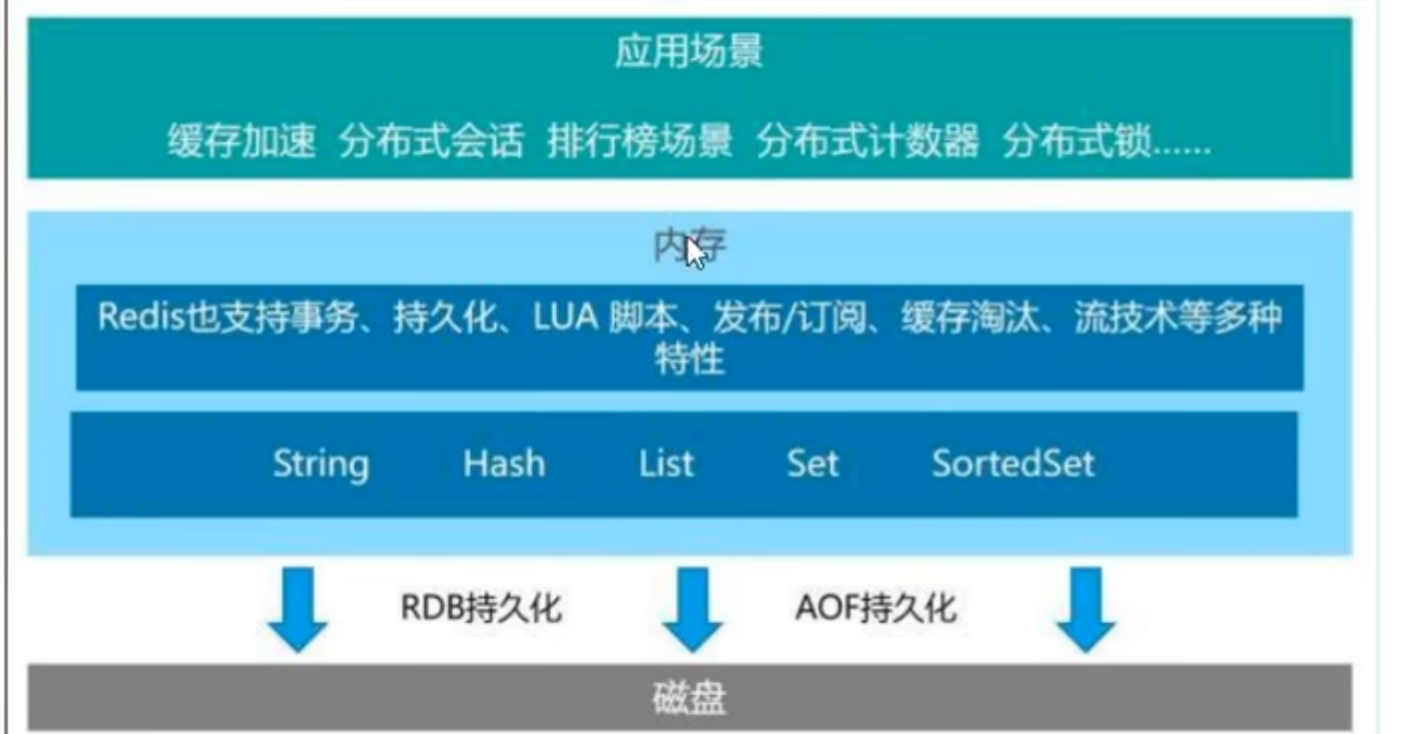 应用场景
缓存加速 分布式会话 排行榜场景 分布式计数器 分布式锁......
内存
Redis也支持事务、持久化、LUA 脚本、发布/订阅、缓存淘汰、流技术等多种
特性
String Hash List Set SortedSet
RDB持久化 AOF持久化
磁盘